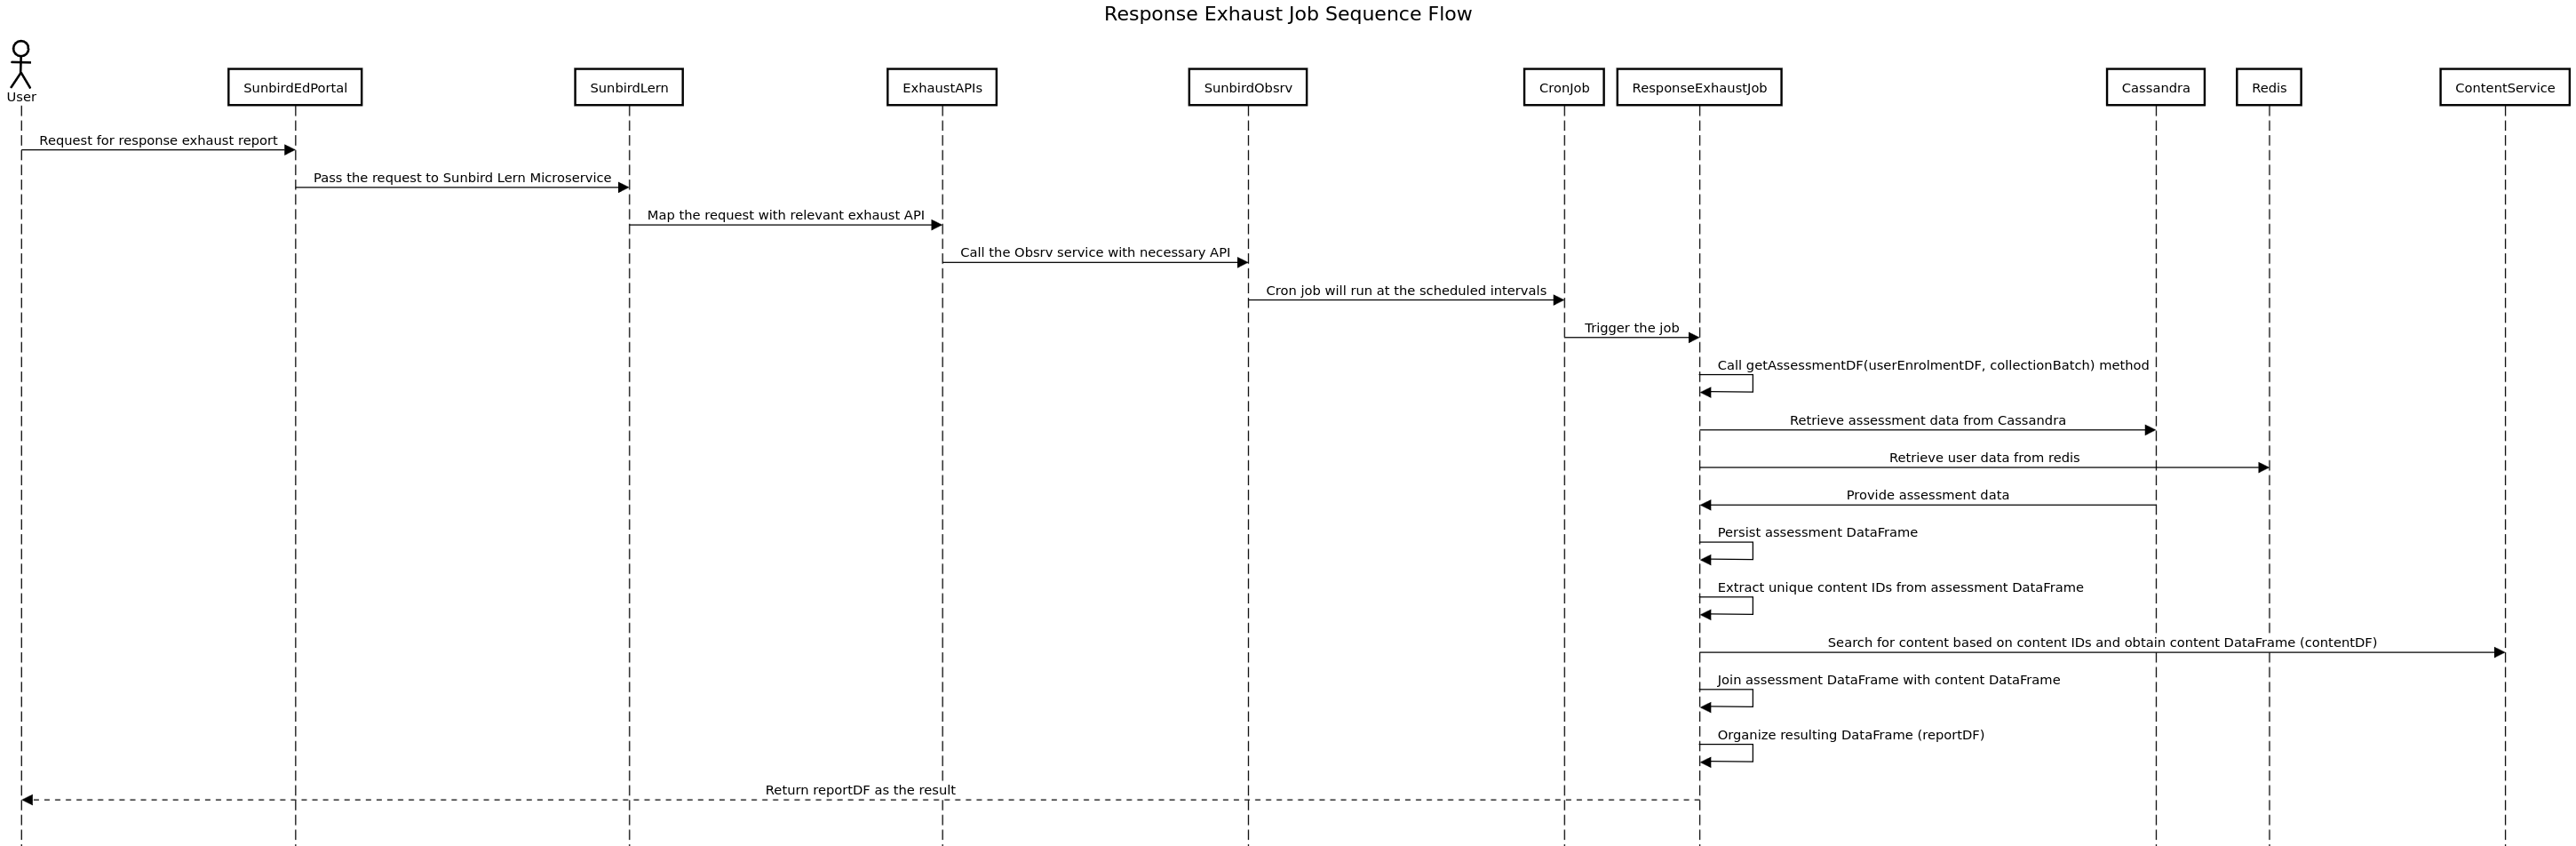 Response Exhaust Job Sequence Flow
User
SunbirdEdPortal
SunbirdLern
ExhaustAPIs
SunbirdObsrv
CronJob
ResponseExhaustJob
Cassandra
Redis
ContentService
Request for response exhaust report
Pass the request to Sunbird Lern Microservice
Map the request with relevant exhaust API
Call the Obsrv service with necessary API
Cron job will run at the scheduled intervals
Trigger the job
Call getAssessmentDF(userEnrolmentDF, collectionBatch) method
Retrieve assessment data from Cassandra
Retrieve user data from redis
Provide assessment data
Persist assessment DataFrame
Extract unique content IDs from assessment DataFrame
Search for content based on content IDs and obtain content DataFrame (contentDF)
Join assessment DataFrame with content DataFrame
Organize resulting DataFrame (reportDF)
Return reportDF as the result